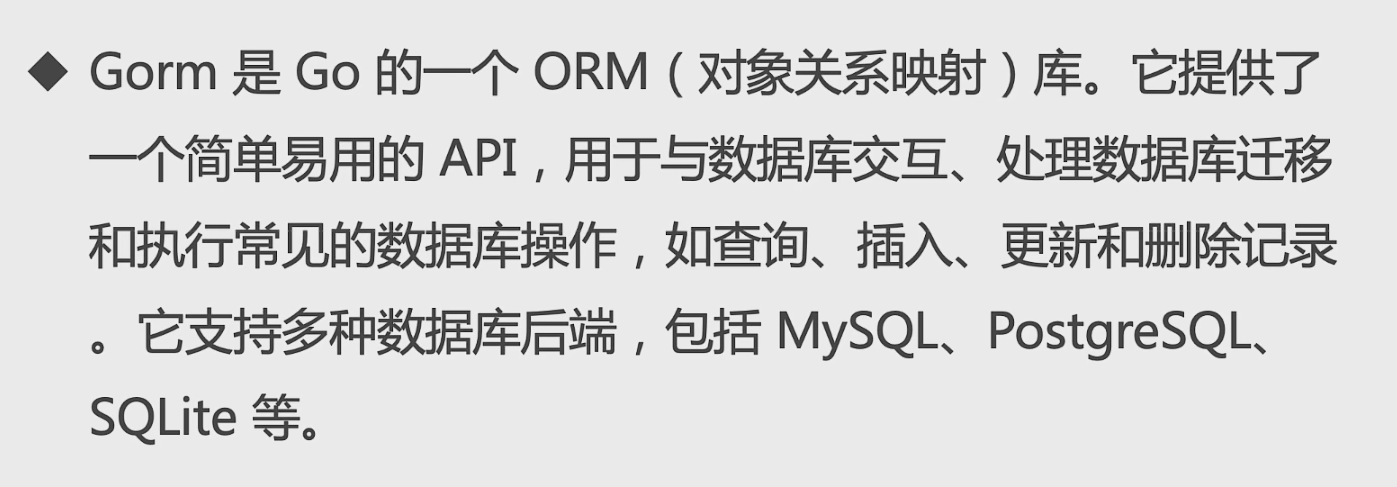 ◆ Gorm 是 Go 的一个 ORM（对象关系映射）库。它提供了
一个简单易用的 API，用于与数据库交互、处理数据库迁移
和执行常见的数据库操作，如查询、插入、更新和删除记录
。它支持多种数据库后端，包括 MySQL、PostgreSQL、
SQLite 等。